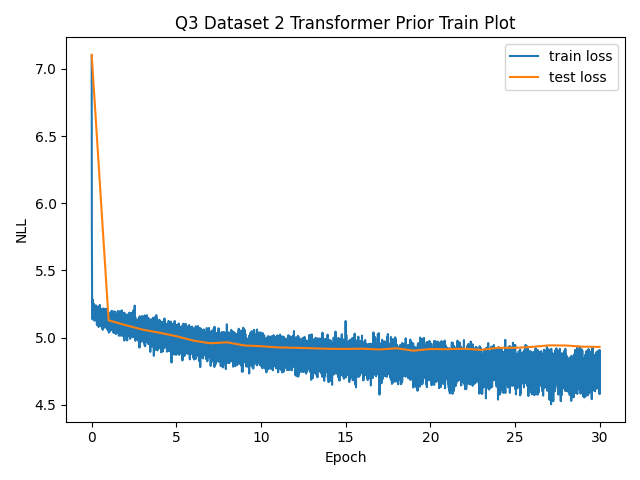 Q3 Dataset 2 Transformer Prior Train Plot
train loss
test loss
NLL
7.0
6.5
6.0
5.5
5.0
4.5
0 5 10 15 20 25 30
Epoch